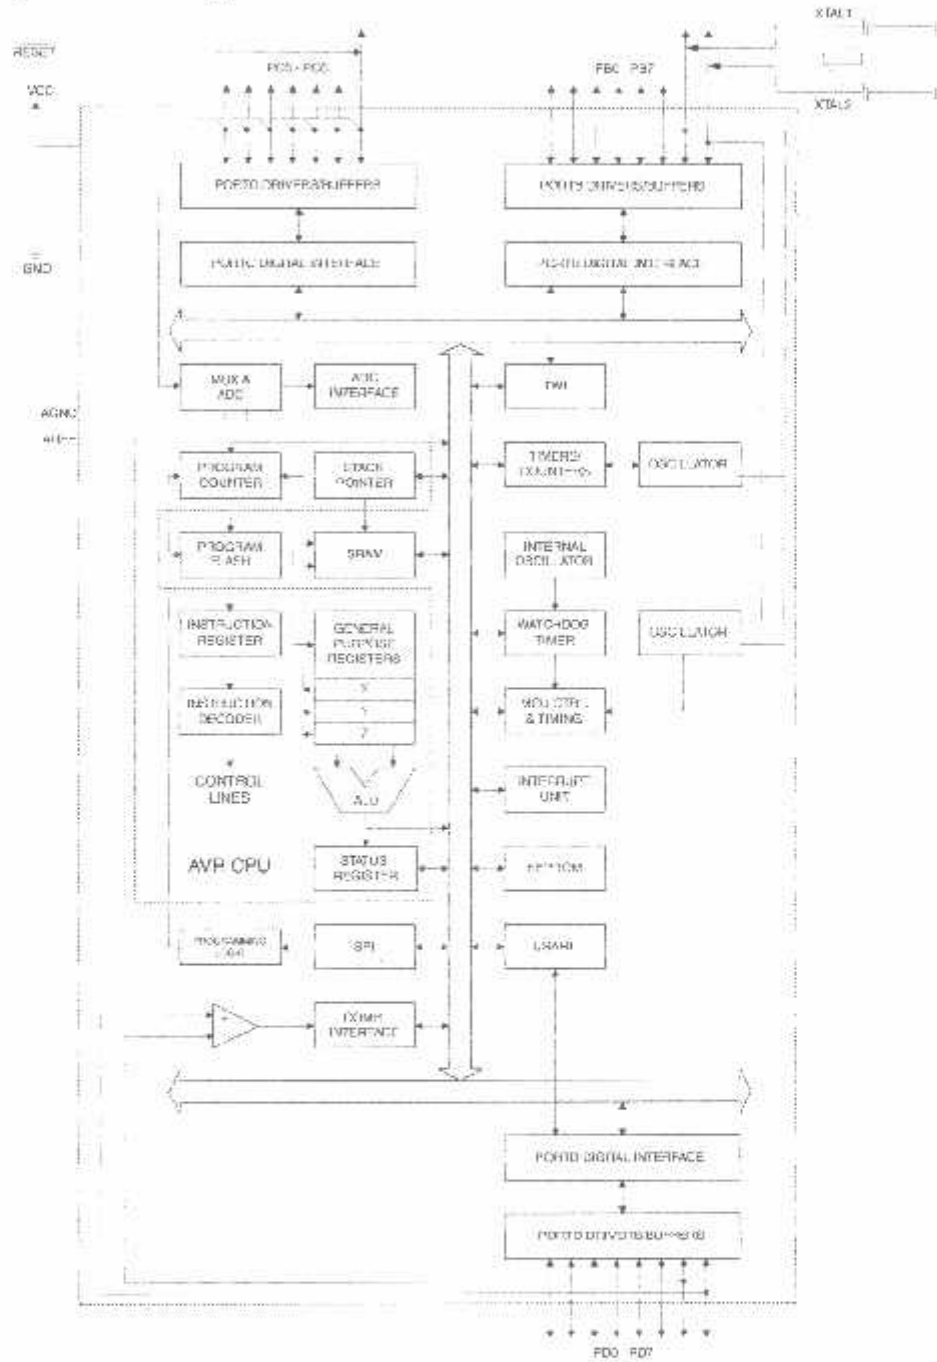 XTAL1
RESET
PC0 - PC6
PB0 - PB7
VCC
XTAL2
PORTC DRIVERS/BUFFERS
PORTB DRIVERS/BUFFERS
GND
PORTC DIGITAL INTERFACE
PORTB DIGITAL INTERFACE
MUX &
ADC
ADC
INTERFACE
TWI
AGND
AREF
PROGRAM
COUNTER
STACK
POINTER
TIMERS/
COUNTERS
OSCILLATOR
PROGRAM
FLASH
SRAM
INTERNAL
OSCILLATOR
INSTRUCTION
REGISTER
GENERAL
PURPOSE
REGISTERS
WATCHDOG
TIMER
OSCILLATOR
X
INSTRUCTION
DECODER
Y
MCU CTRL.
& TIMING
Z
CONTROL
LINES
ALU
INTERRUPT
UNIT
AVR CPU
STATUS
REGISTER
EEPROM
PROGRAMMING
LOGIC
SPI
USART
+
-
COMP.
INTERFACE
PORTD DIGITAL INTERFACE
PORTD DRIVERS/BUFFERS
PD0 - PD7